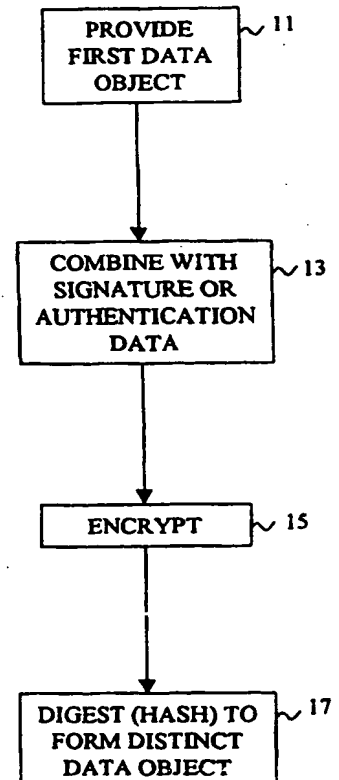 PROVIDE
FIRST DATA
OBJECT
11
COMBINE WITH
SIGNATURE OR
AUTHENTICATION
DATA
13
ENCRYPT
15
DIGEST (HASH) TO
FORM DISTINCT
DATA OBJECT
17